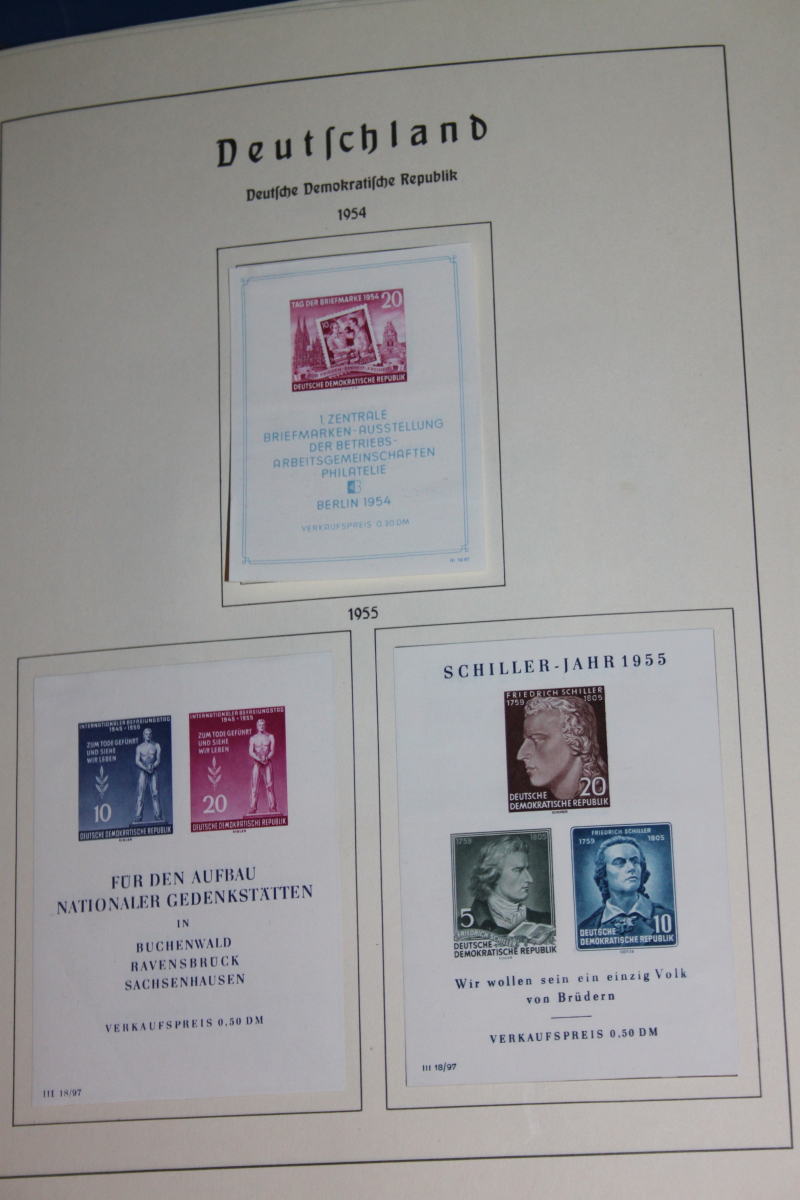 Deutſchland
Deutſche Demokratiſche Republik
1954
TAG DER BRIEFMARKE 1954 20
10
DEUTSCHE DEMOKRATISCHE REPUBLIK
1. ZENTRALE
BRIEFMARKEN-AUSSTELLUNG
DER BETRIEBS-
ARBEITSGEMEINSCHAFTEN
PHILATELIE
BERLIN 1954
VERKAUFSPREIS 0,30 DM
III 18/97
1955
INTERNATIONALER BEFREIUNGSTAG
1945-1955
ZUM TODE GEFÜHRT
UND SIEHE
WIR LEBEN
10
DEUTSCHE DEMOKRATISCHE REPUBLIK
INTERNATIONALER BEFREIUNGSTAG
1945-1955
ZUM TODE GEFÜHRT
UND SIEHE
WIR LEBEN
20
DEUTSCHE DEMOKRATISCHE REPUBLIK
FÜR DEN AUFBAU
NATIONALER GEDENKSTÄTTEN
IN
BUCHENWALD
RAVENSBRÜCK
SACHSENHAUSEN
VERKAUFSPREIS 0,50 DM
III 18/97
SCHILLER-JAHR 1955
FRIEDRICH SCHILLER
1759 1805
20
DEUTSCHE
DEMOKRATISCHE REPUBLIK
1759 1805
5
FRIEDRICH SCHILLER
DEUTSCHE
DEMOKRATISCHE REPUBLIK
FRIEDRICH SCHILLER
1759 1805
10
DEUTSCHE
DEMOKRATISCHE REPUBLIK
Wir wollen sein ein einzig Volk
von Brüdern
VERKAUFSPREIS 0,50 DM
III 18/97